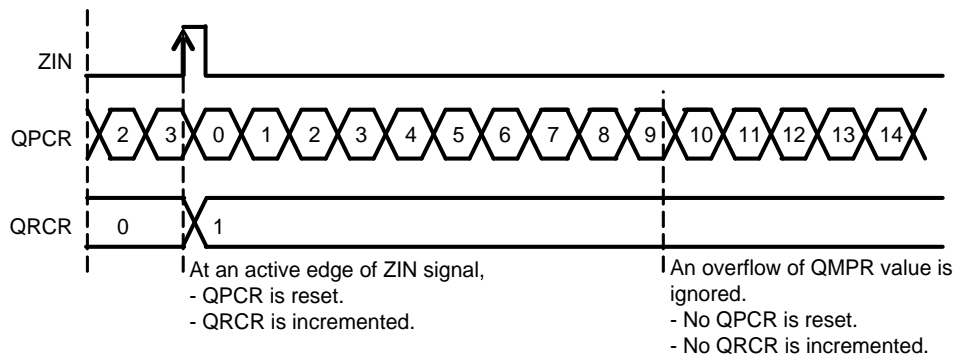 ZIN
QPCR 2 3 0 1 2 3 4 5 6 7 8 9 10 11 12 13 14
QRCR 0 1
At an active edge of ZIN signal,
- QPCR is reset.
- QRCR is incremented.
An overflow of QMPR value is
ignored.
- No QPCR is reset.
- No QRCR is incremented.